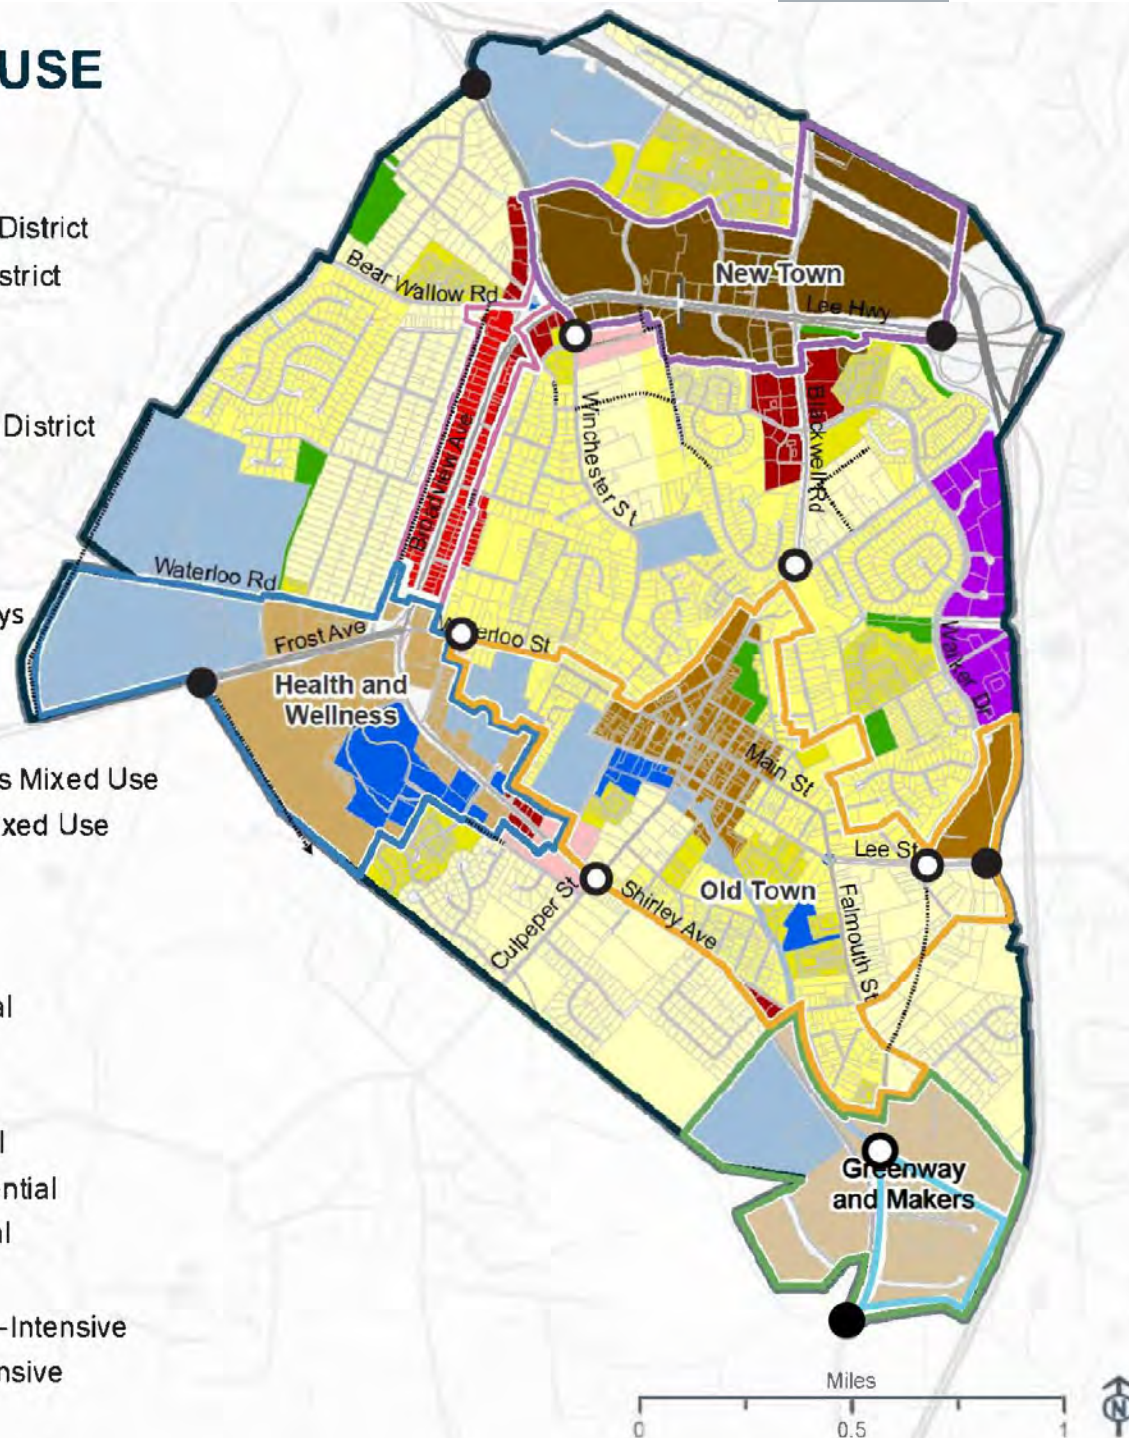 USE
District
strict
District
ys
s Mixed Use
xed Use
al
l
ntial
al
-Intensive
nsive
New Town
Lee Hwy
Bear Wallow Rd
Broadview Ave
Winchester St
Blackwell Rd
Waterloo Rd
Frost Ave
Waterloo St
Health and
Wellness
Walker Dr
Main St
Lee St
Old Town
Culpeper St
Shirley Ave
Falmouth St
Greenway
and Makers
Miles
0 0.5 1
N